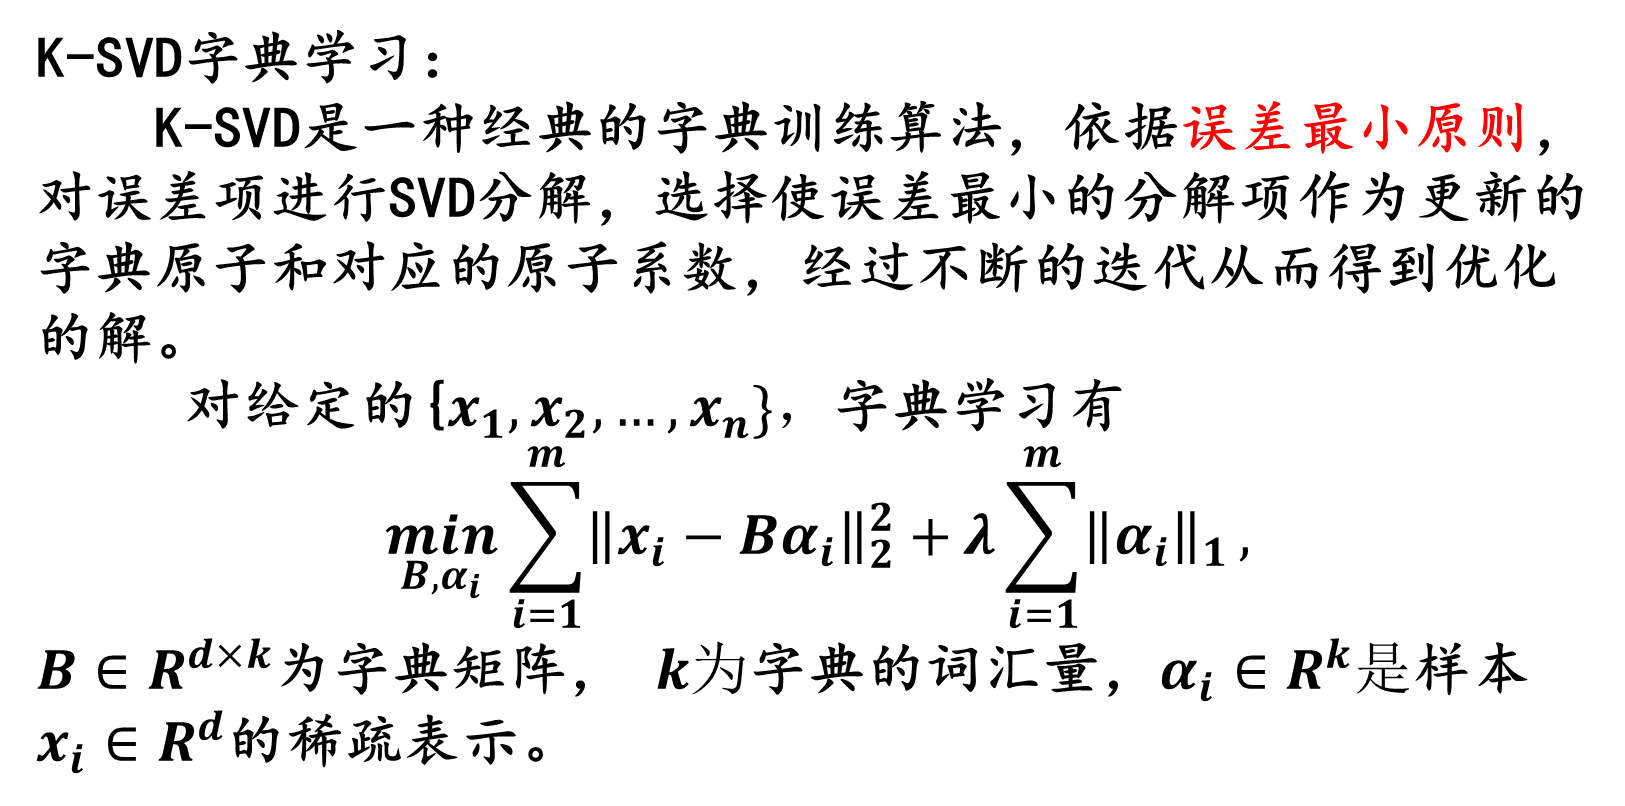 K-SVD字典学习：
K-SVD是一种经典的字典训练算法，依据误差最小原则，
对误差项进行SVD分解，选择使误差最小的分解项作为更新的
字典原子和对应的原子系数，经过不断的迭代从而得到优化
的解。
对给定的{x₁, x₂, …, xₙ}，字典学习有
min_{B,αᵢ} ∑_{i=1}^{m} ‖xᵢ − Bαᵢ‖₂² + λ ∑_{i=1}^{m} ‖αᵢ‖₁ ,
B ∈ R^{d×k}为字典矩阵， k为字典的词汇量，αᵢ ∈ R^k是样本
xᵢ ∈ R^d的稀疏表示。